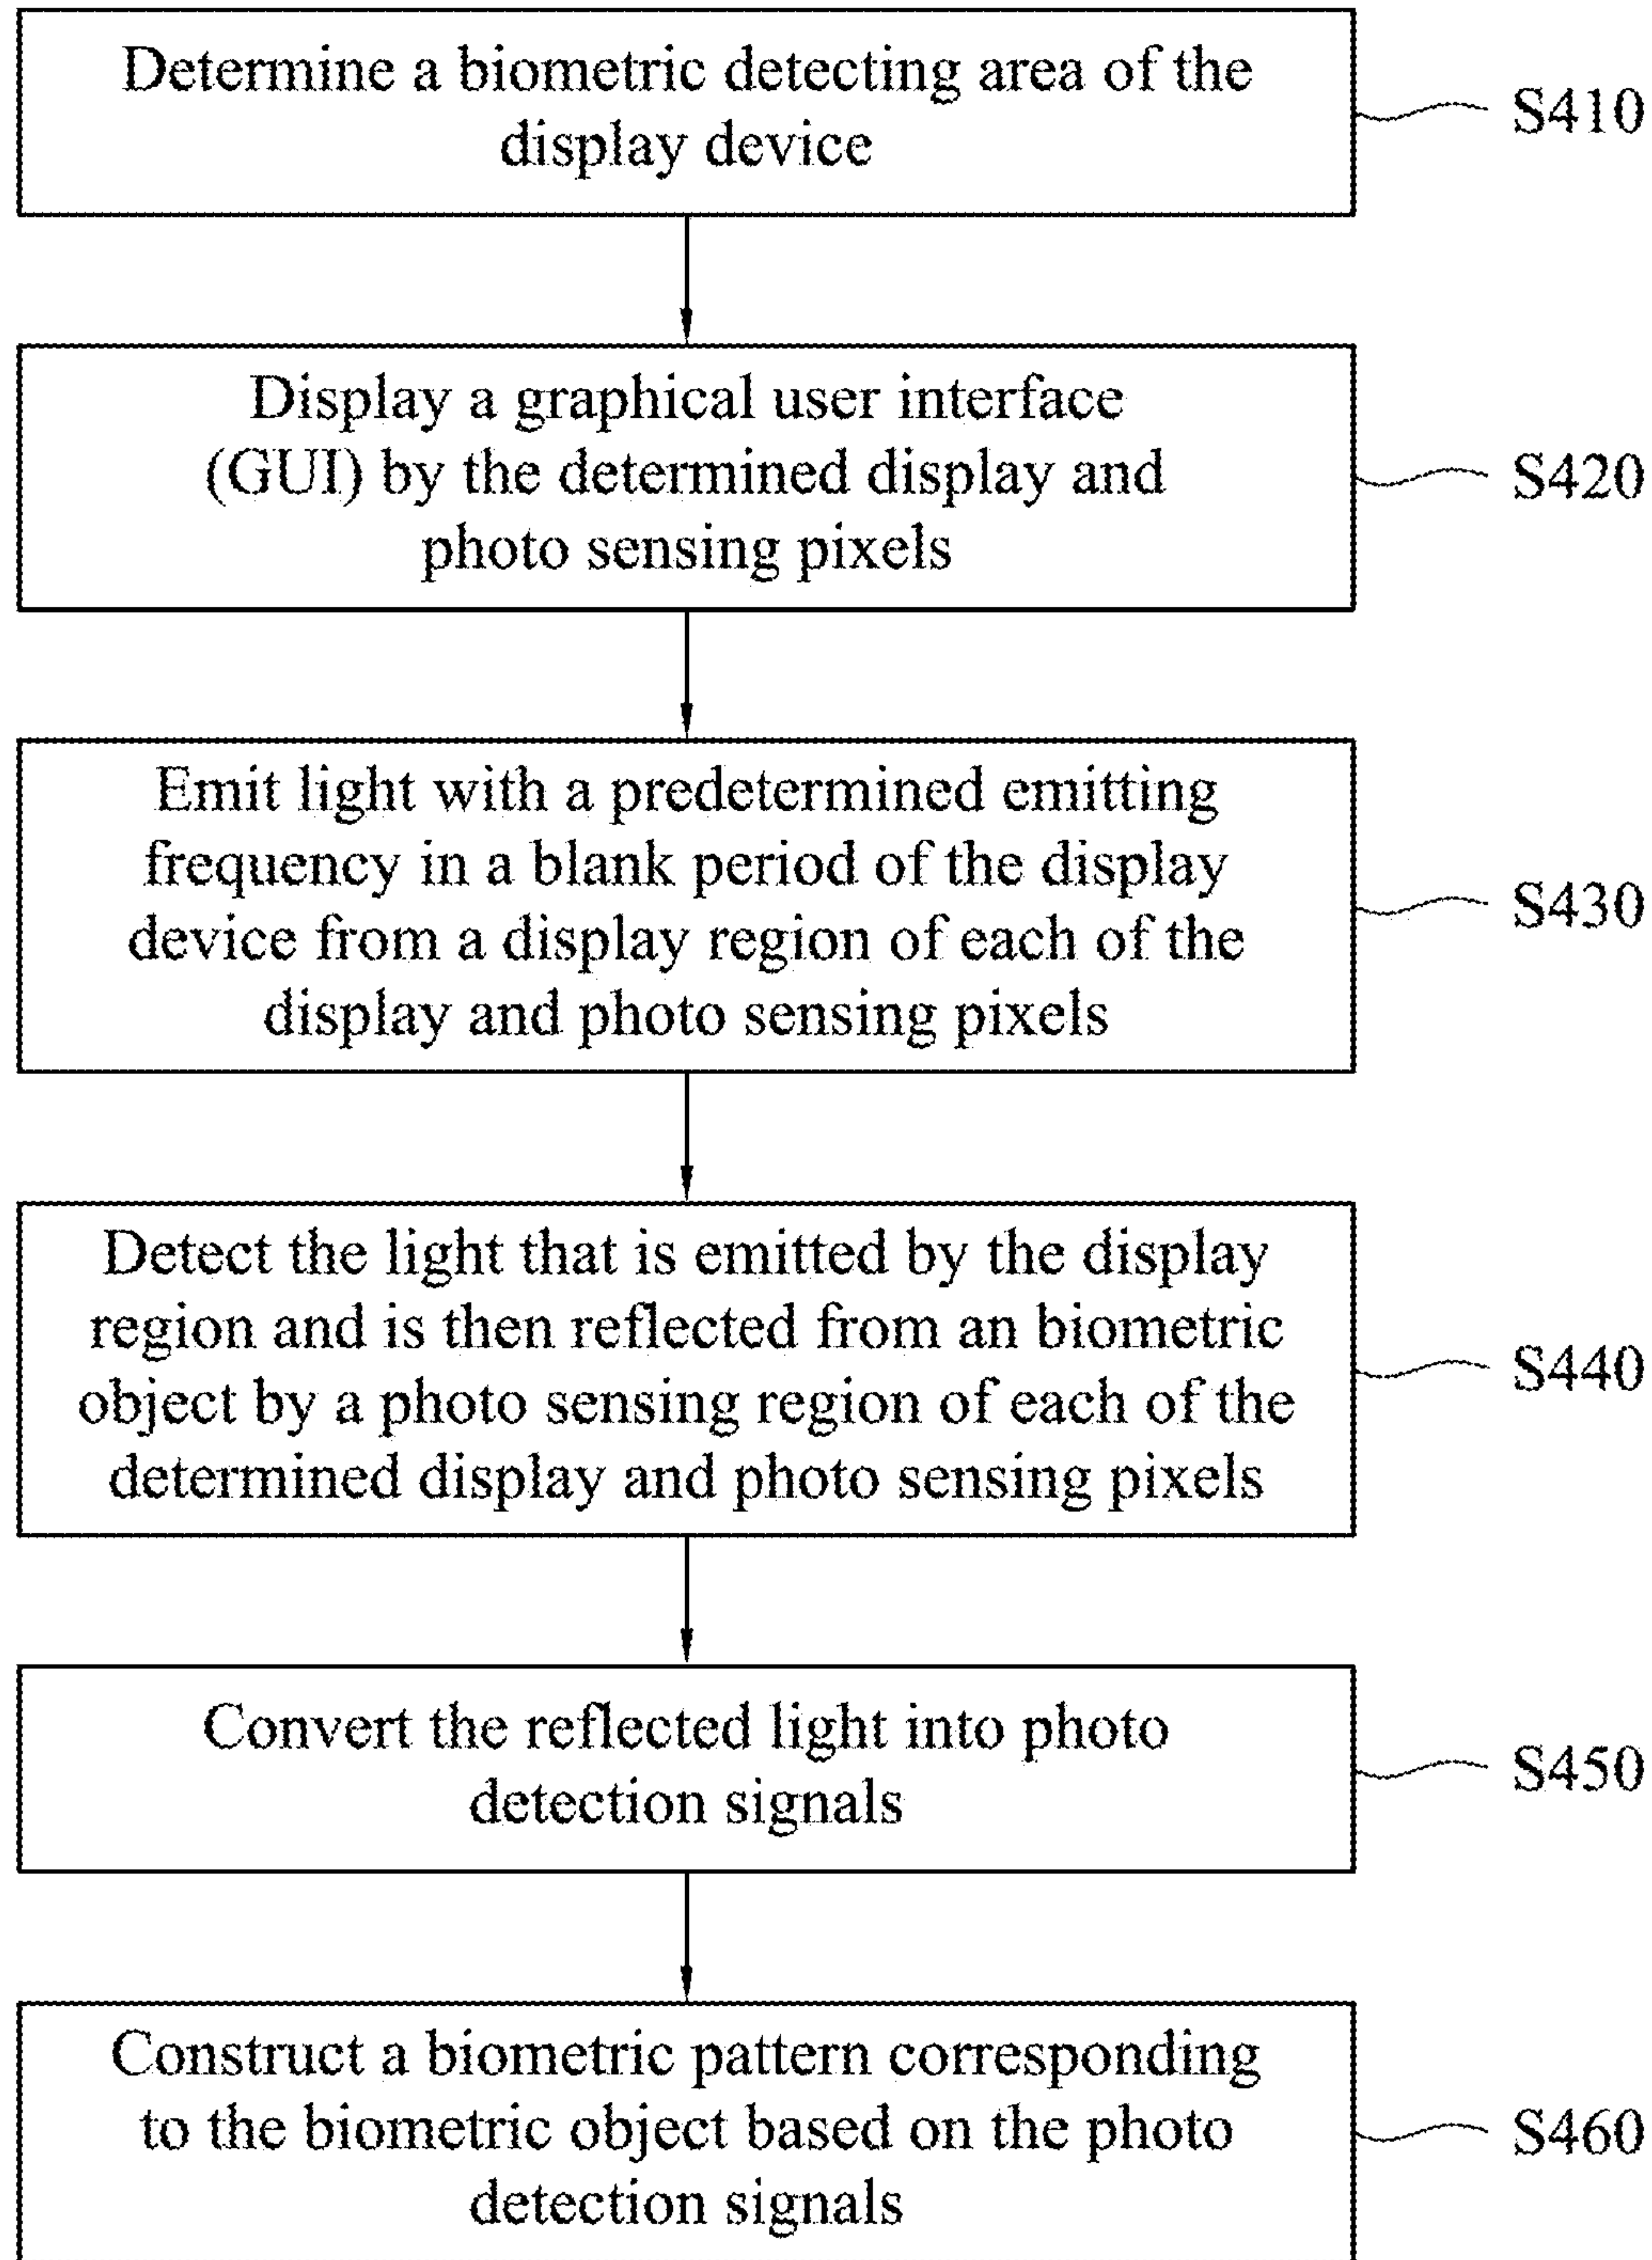 Determine a biometric detecting area of the
display device
S410
Display a graphical user interface
(GUI) by the determined display and
photo sensing pixels
S420
Emit light with a predetermined emitting
frequency in a blank period of the display
device from a display region of each of the
display and photo sensing pixels
S430
Detect the light that is emitted by the display
region and is then reflected from an biometric
object by a photo sensing region of each of the
determined display and photo sensing pixels
S440
Convert the reflected light into photo
detection signals
S450
Construct a biometric pattern corresponding
to the biometric object based on the photo
detection signals
S460